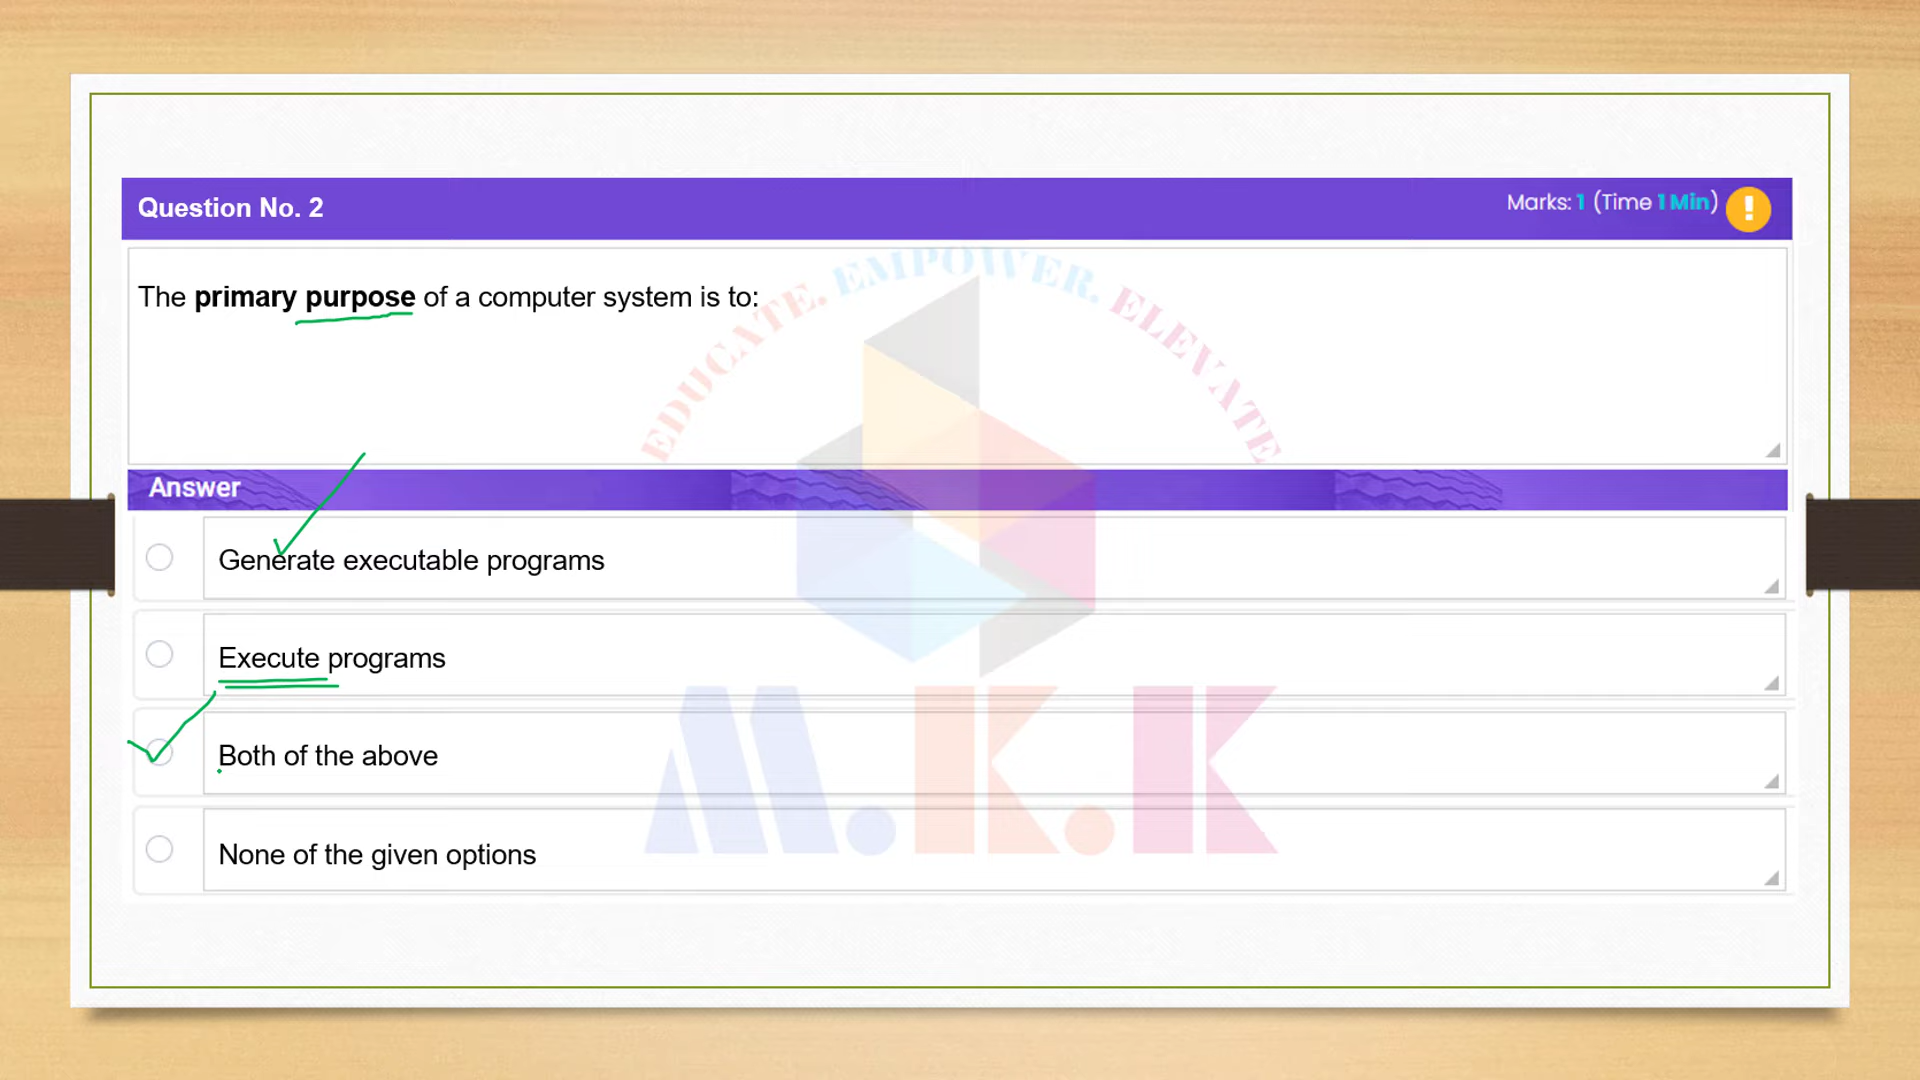 Question No. 2
Marks: 1 (Time 1 Min)
The primary purpose of a computer system is to:
EDUCATE. EMPOWER. ELEVATE
Answer
Generate executable programs
Execute programs
Both of the above
None of the given options
M.K.K